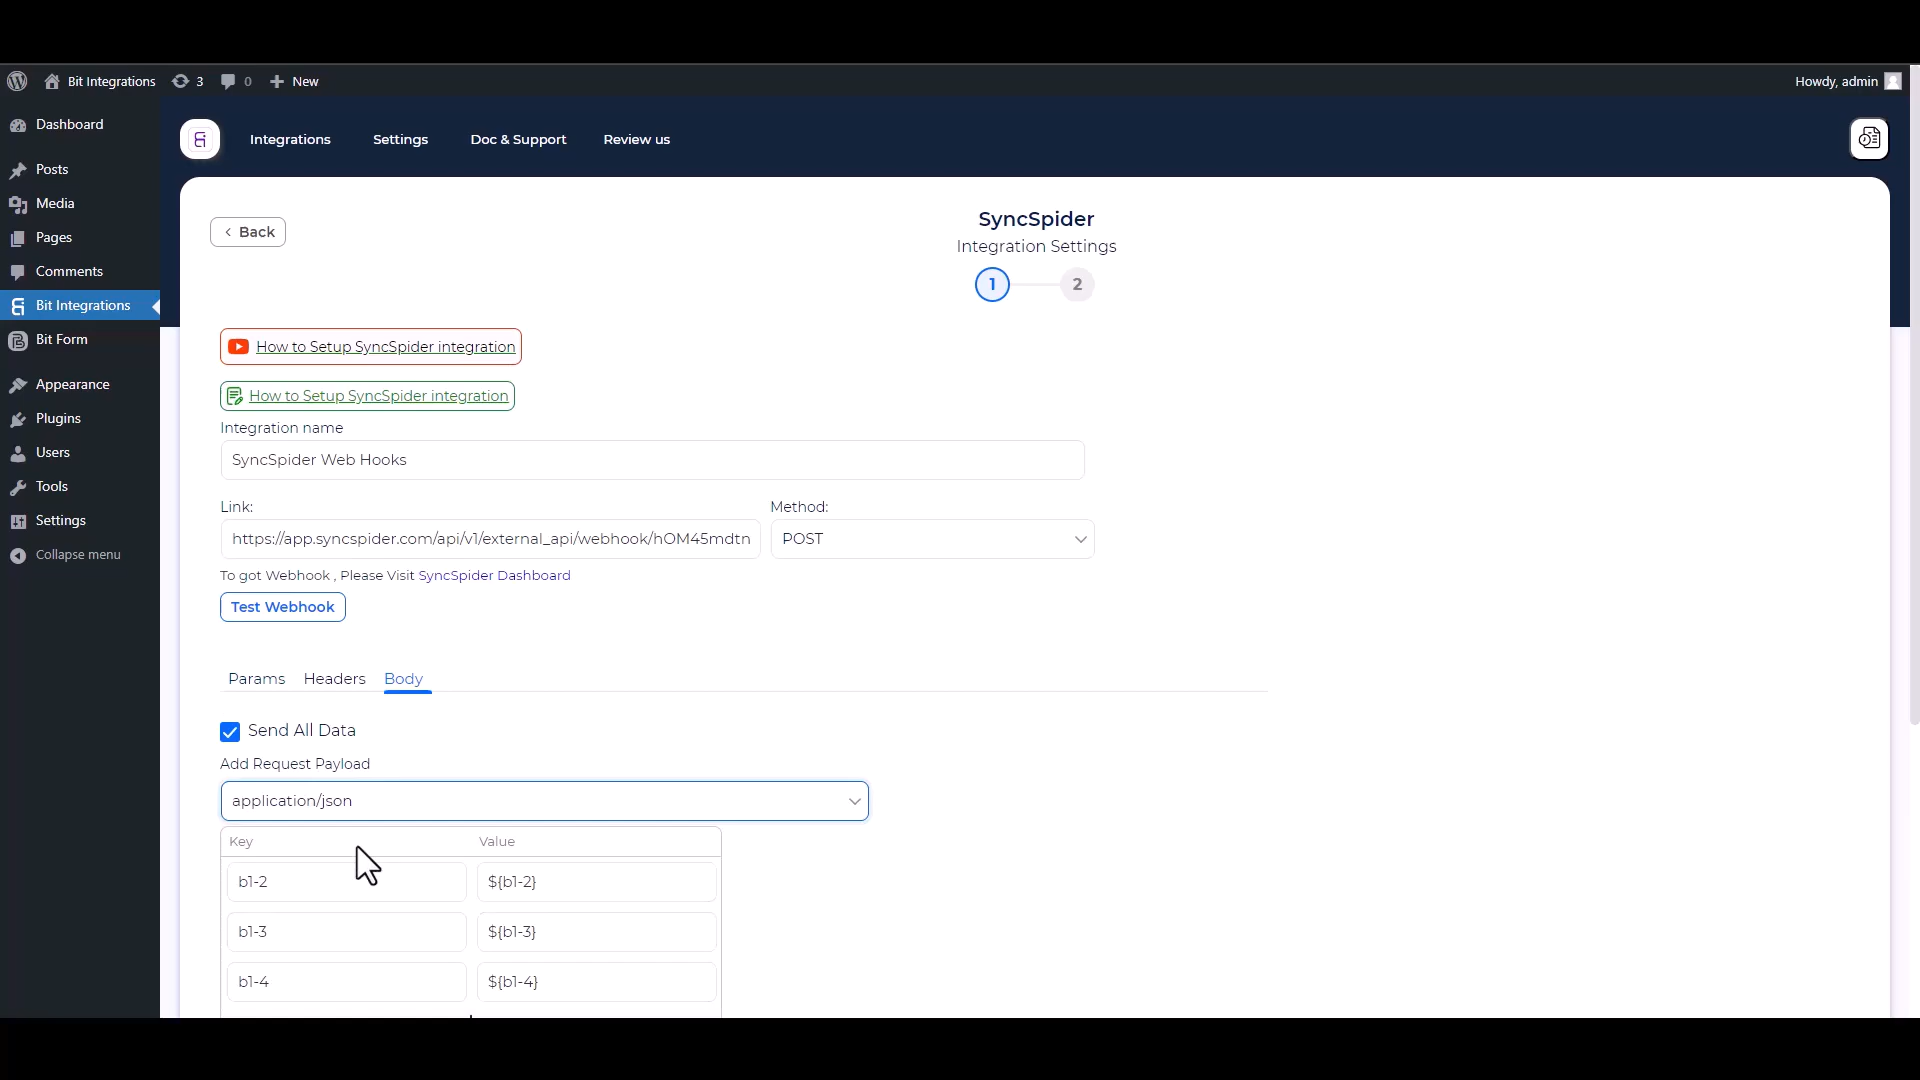 Bit Integrations 3 0 New
Howdy, admin
Dashboard
Posts
Media
Pages
Comments
Bit Integrations
Bit Form
Appearance
Plugins
Users
Tools
Settings
Collapse menu
Integrations Settings Doc & Support Review us
Back
SyncSpider
Integration Settings
1 2
How to Setup SyncSpider integration
How to Setup SyncSpider integration
Integration name
SyncSpider Web Hooks
Link: Method:
https://app.syncspider.com/api/v1/external_api/webhook/hOM45mdtn POST
To got Webhook , Please Visit SyncSpider Dashboard
Test Webhook
Params Headers Body
Send All Data
Add Request Payload
application/json
Key Value
b1-2 ${b1-2}
b1-3 ${b1-3}
b1-4 ${b1-4}